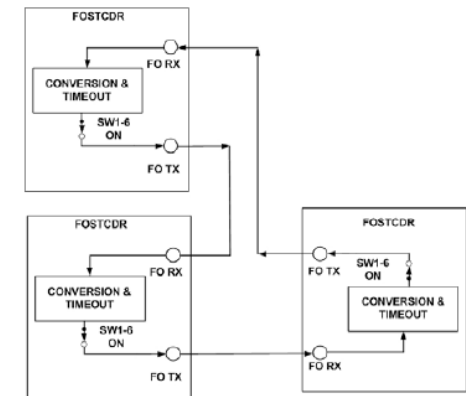 FOSTCDR
FO RX
CONVERSION &
TIMEOUT
SW1-6
ON
FO TX
FOSTCDR
FO RX
CONVERSION &
TIMEOUT
SW1-6
ON
FO TX
FOSTCDR
FO TX
SW1-6
ON
CONVERSION &
TIMEOUT
FO RX